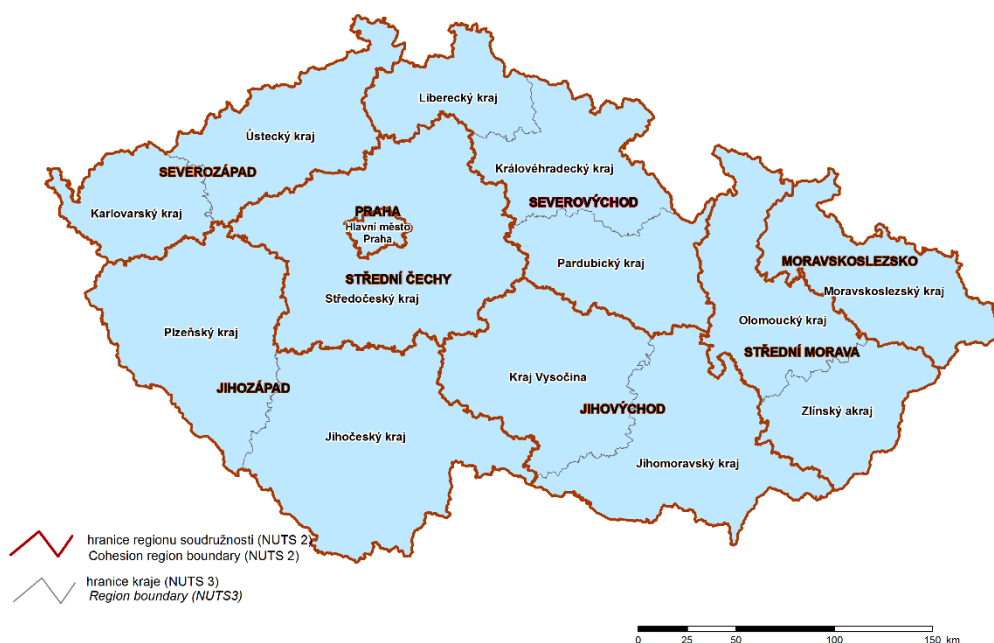 Liberecký kraj
Ústecký kraj
Královéhradecký kraj
SEVEROZÁPAD
SEVEROVÝCHOD
Karlovarský kraj
PRAHA
Hlavní město
Praha
MORAVSKOSLEZSKO
Pardubický kraj
STŘEDNÍ ČECHY
Moravskoslezský kraj
Středočeský kraj
Olomoucký kraj
Plzeňský kraj
STŘEDNÍ MORAVA
Kraj Vysočina
JIHOZÁPAD
JIHOVÝCHOD
Zlínský akraj
Jihočeský kraj
Jihomoravský kraj
hranice regionu soudružnosti (NUTS 2)
Cohesion region boundary (NUTS 2)
hranice kraje (NUTS 3)
Region boundary (NUTS3)
0 25 50 100 150 km